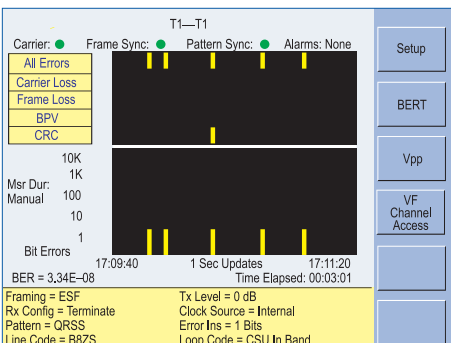 T1—T1
Carrier: Frame Sync: Pattern Sync: Alarms: None
All Errors
Carrier Loss
Frame Loss
BPV
CRC
10K
1K
Msr Dur:
Manual 100
10
1
Bit Errors
17:09:40 1 Sec Updates 17:11:20
BER = 3.34E–08 Time Elapsed: 00:03:01
Framing = ESF Tx Level = 0 dB
Rx Config = Terminate Clock Source = Internal
Pattern = QRSS Error Ins = 1 Bits
Line Code = B8ZS Loop Code = CSU In Band
Setup
BERT
Vpp
VF
Channel
Access